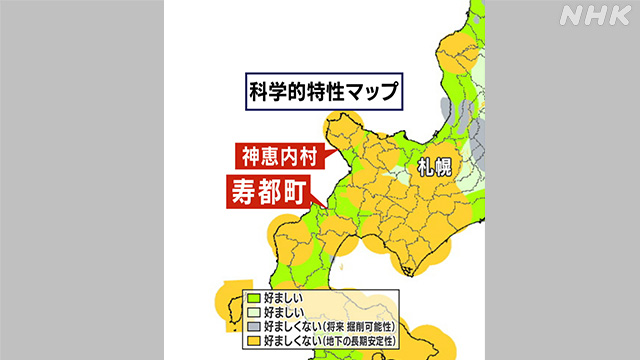 NHK
科学的特性マップ
神恵内村
寿都町
札幌
好ましい
好ましい
好ましくない(将来 掘削可能性)
好ましくない(地下の長期安定性)